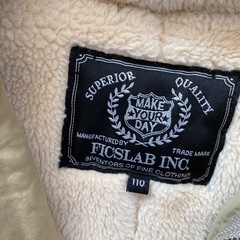 SUPERIOR QUALITY
MAKE
YOUR
DAY
MANUFACTURED BY TRADE MARK
FICSLAB INC.
INVENTORS OF FINE CLOTHING
110